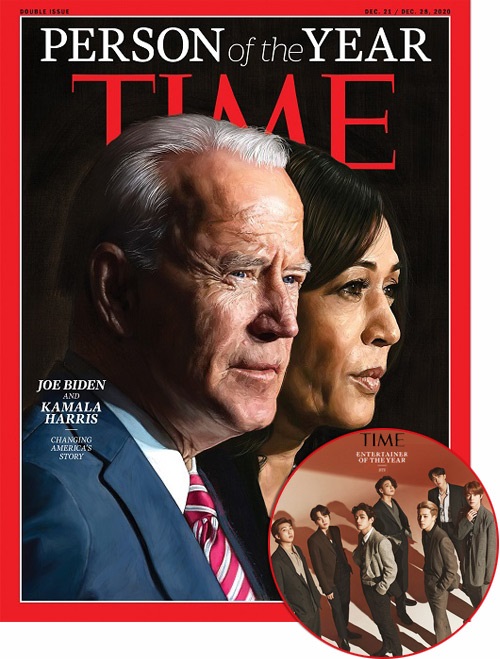 DOUBLE ISSUE
DEC. 21 / DEC. 28, 2020
PERSON of the YEAR
TIME
JOE BIDEN
AND
KAMALA
HARRIS
CHANGING
AMERICA'S
STORY
TIME
ENTERTAINER
OF THE YEAR
BTS